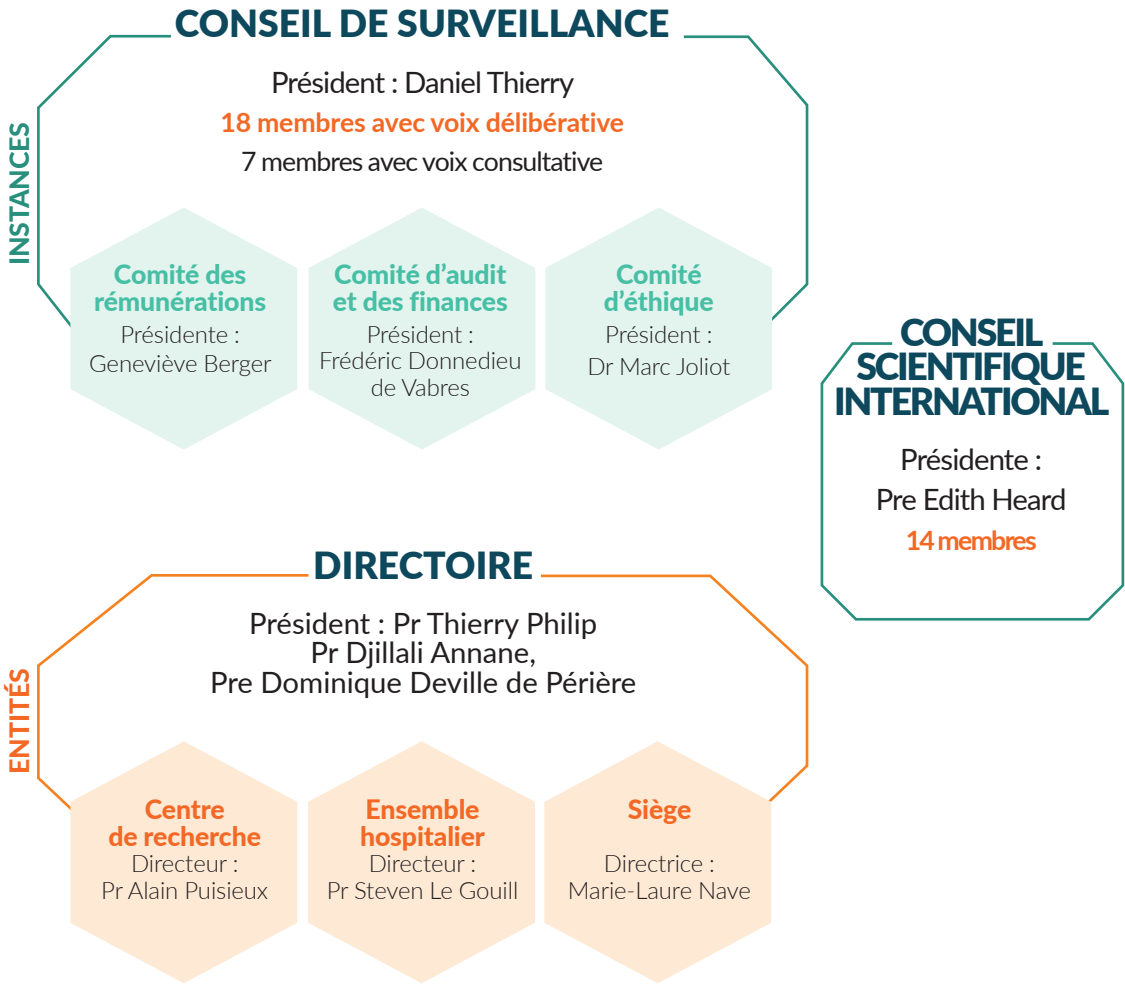 CONSEIL DE SURVEILLANCE
Président : Daniel Thierry
18 membres avec voix délibérative
7 membres avec voix consultative
INSTANCES
Comité des
rémunérations
Présidente :
Geneviève Berger
Comité d’audit
et des finances
Président :
Frédéric Donnedieu
de Vabres
Comité
d’éthique
Président :
Dr Marc Joliot
CONSEIL
SCIENTIFIQUE
INTERNATIONAL
Présidente :
Pre Edith Heard
14 membres
DIRECTOIRE
Président : Pr Thierry Philip
Pr Djillali Annane,
Pre Dominique Deville de Périère
ENTITÉS
Centre
de recherche
Directeur :
Pr Alain Puisieux
Ensemble
hospitalier
Directeur :
Pr Steven Le Gouill
Siège
Directrice :
Marie-Laure Nave